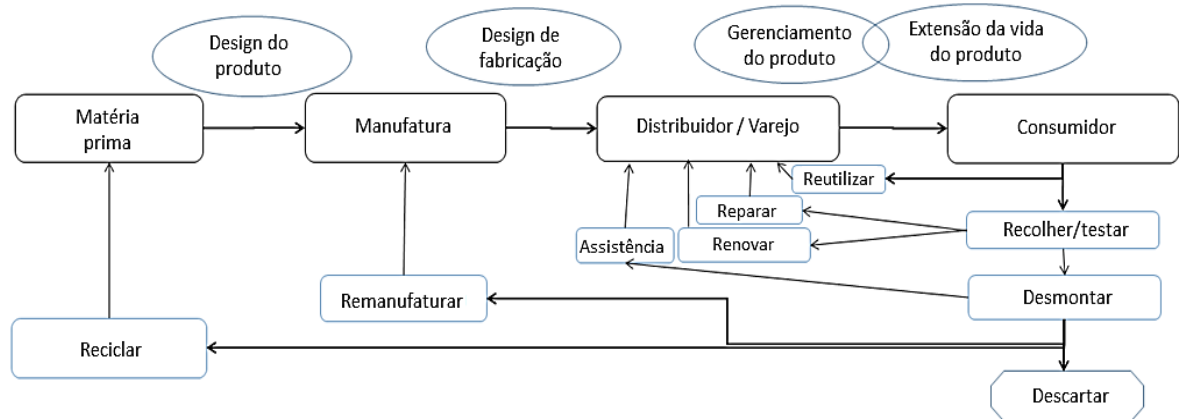 Design do
produto
Design de
fabricação
Gerenciamento
do produto
Extensão da vida
do produto
Matéria
prima
Manufatura
Distribuidor / Varejo
Consumidor
Reutilizar
Reparar
Recolher/testar
Assistência
Renovar
Remanufaturar
Desmontar
Reciclar
Descartar